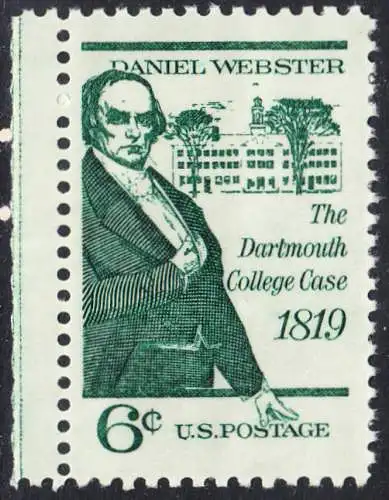 DANIEL WEBSTER
The
Dartmouth
College Case
1819
6¢ U.S.POSTAGE